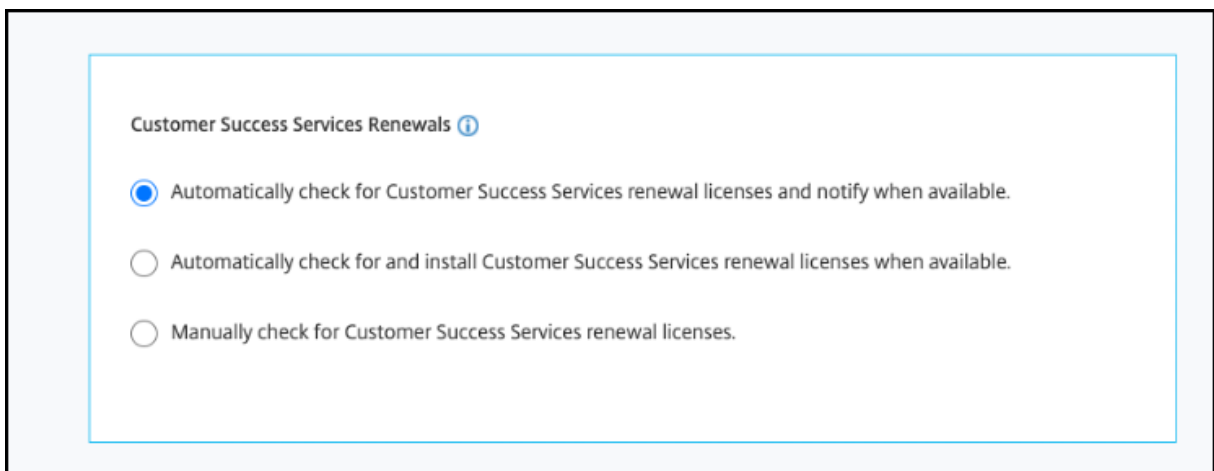 Customer Success Services Renewals
Automatically check for Customer Success Services renewal licenses and notify when available.
Automatically check for and install Customer Success Services renewal licenses when available.
Manually check for Customer Success Services renewal licenses.